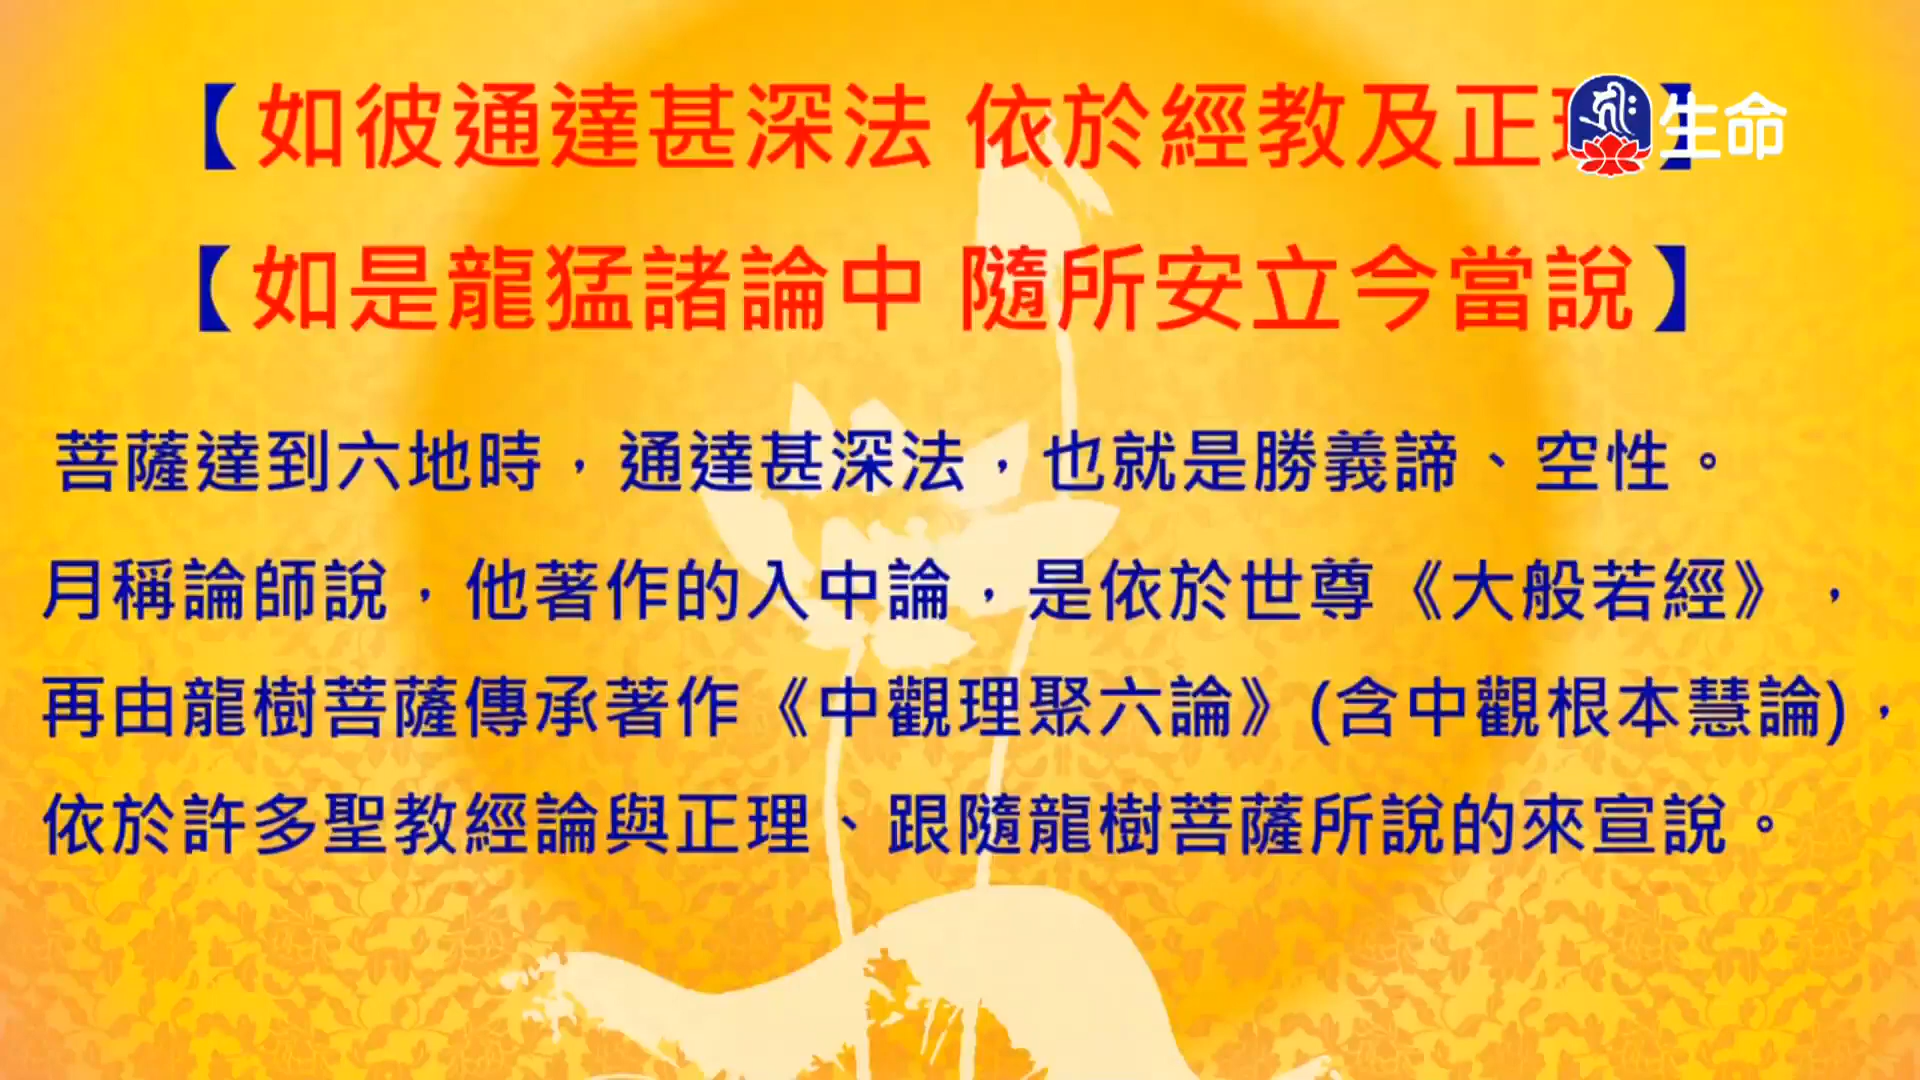 【如彼通達甚深法 依於經教及正理】
生命
【如是龍猛諸論中 隨所安立今當說】
菩薩達到六地時，通達甚深法，也就是勝義諦、空性。
月稱論師說，他著作的入中論，是依於世尊《大般若經》，
再由龍樹菩薩傳承著作《中觀理聚六論》(含中觀根本慧論)，
依於許多聖教經論與正理、跟隨龍樹菩薩所說的來宣說。